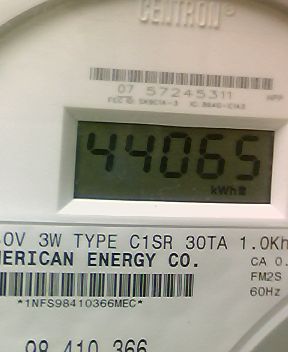 CENTRON®
07 57245311
44065
kWh
0V 3W TYPE C1SR 30TA 1.0Kh
MERICAN ENERGY CO.
CA 0.
FM2S
60Hz
*1NFS98410366MEC*
98 410 366